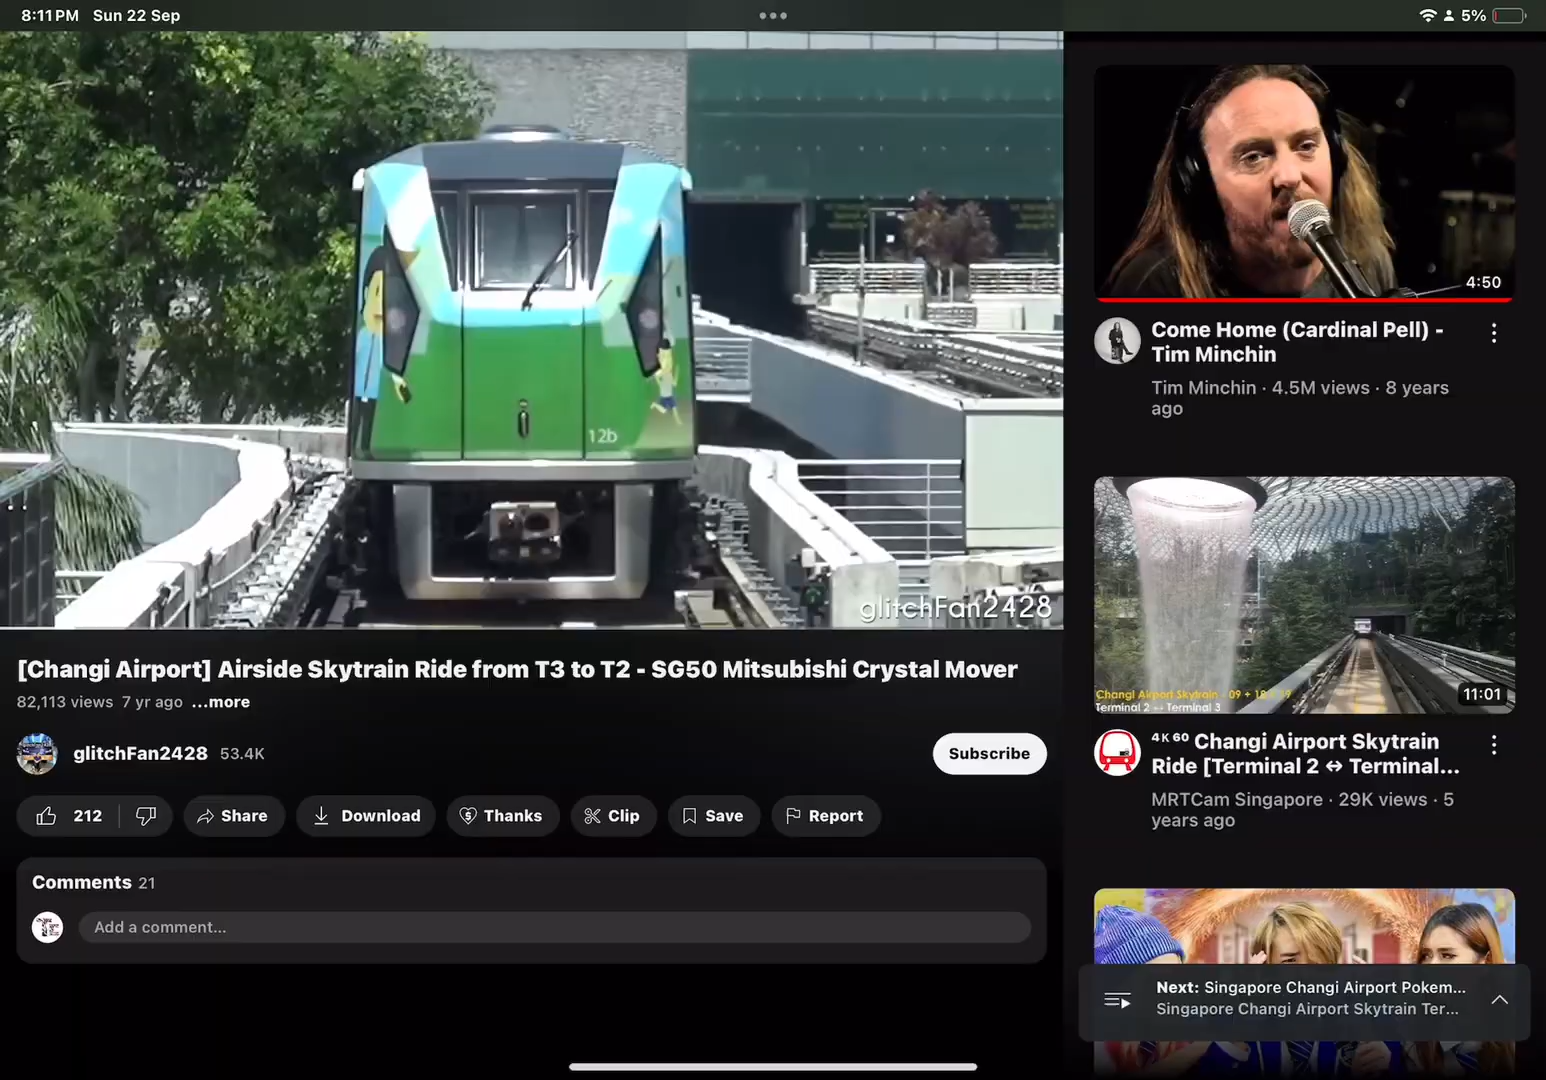 8:11 PM Sun 22 Sep
5%
12b
glitchFan2428
[Changi Airport] Airside Skytrain Ride from T3 to T2 - SG50 Mitsubishi Crystal Mover
82,113 views 7 yr ago ...more
glitchFan2428 53.4K
Subscribe
212
Share
Download
Thanks
Clip
Save
Report
Comments 21
Add a comment...
4:50
Come Home (Cardinal Pell) -
Tim Minchin
Tim Minchin · 4.5M views · 8 years
ago
Changi Airport Skytrain - 09 + 10 + 19
Terminal 2 ↔ Terminal 3
11:01
4K 60 Changi Airport Skytrain
Ride [Terminal 2 ↔ Terminal...
MRTCam Singapore · 29K views · 5
years ago
Next: Singapore Changi Airport Pokem...
Singapore Changi Airport Skytrain Ter...